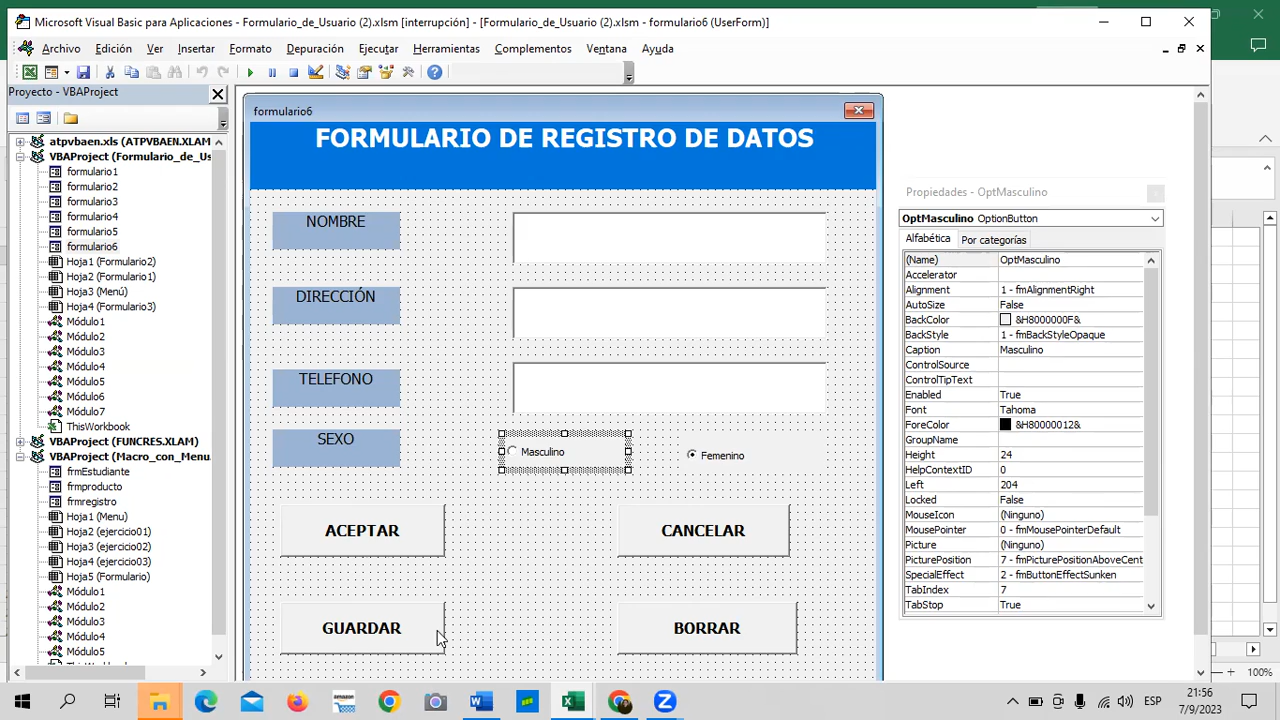 Microsoft Visual Basic para Aplicaciones - Formulario_de_Usuario (2).xlsm [interrupción] - [Formulario_de_Usuario (2).xlsm - formulario6 (UserForm)]
Archivo Edición Ver Insertar Formato Depuración Ejecutar Herramientas Complementos Ventana Ayuda
Proyecto - VBAProject
atpvbaen.xls (ATPVBAEN.XLAM
VBAProject (Formulario_de_Us
formulario1
formulario2
formulario3
formulario4
formulario5
formulario6
Hoja1 (Formulario2)
Hoja2 (Formulario1)
Hoja3 (Menú)
Hoja4 (Formulario3)
Módulo1
Módulo2
Módulo3
Módulo4
Módulo5
Módulo6
Módulo7
ThisWorkbook
VBAProject (FUNCRES.XLAM)
VBAProject (Macro_con_Menu
frmEstudiante
frmproducto
frmregistro
Hoja1 (Menu)
Hoja2 (ejercicio01)
Hoja3 (ejercicio02)
Hoja4 (ejercicio03)
Hoja5 (Formulario)
Módulo1
Módulo2
Módulo3
Módulo4
Módulo5
formulario6
FORMULARIO DE REGISTRO DE DATOS
NOMBRE
DIRECCIÓN
TELEFONO
SEXO
Masculino
Femenino
ACEPTAR
CANCELAR
GUARDAR
BORRAR
Propiedades - OptMasculino
OptMasculino OptionButton
Alfabética Por categorías
(Name) OptMasculino
Accelerator
Alignment 1 - fmAlignmentRight
AutoSize False
BackColor &H8000000F&
BackStyle 1 - fmBackStyleOpaque
Caption Masculino
ControlSource
ControlTipText
Enabled True
Font Tahoma
ForeColor &H80000012&
GroupName
Height 24
HelpContextID 0
Left 204
Locked False
MouseIcon (Ninguno)
MousePointer 0 - fmMousePointerDefault
Picture (Ninguno)
PicturePosition 7 - fmPicturePositionAboveCent
SpecialEffect 2 - fmButtonEffectSunken
TabIndex 7
TabStop True
100%
ESP
21:56
7/9/2023